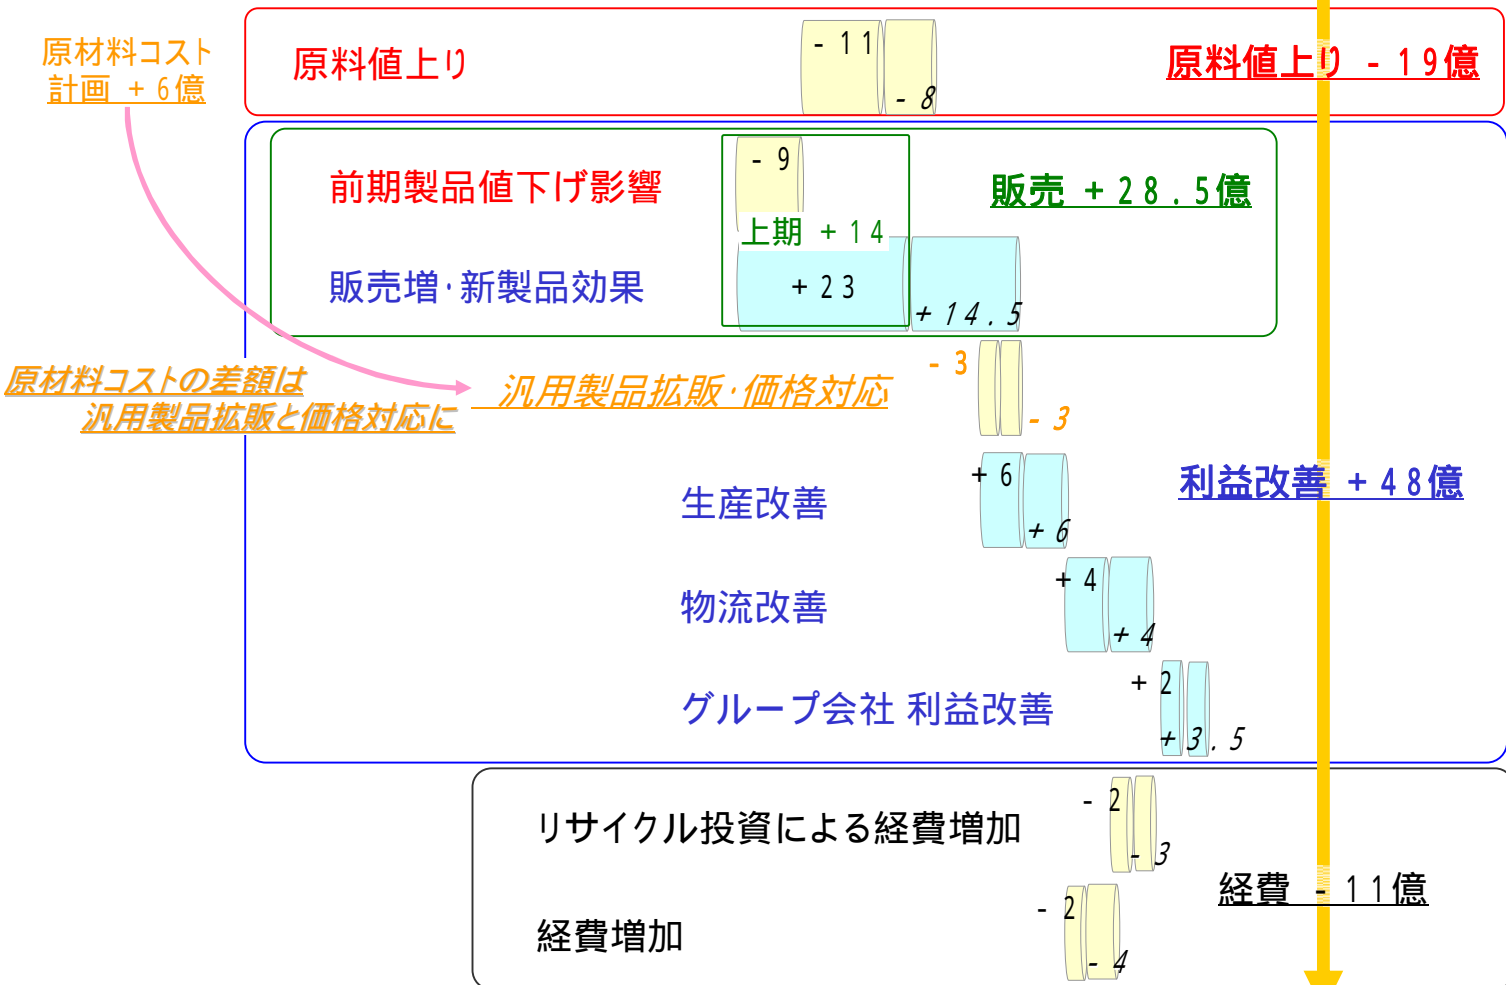 原材料コスト
計画 +6億
原料値上り
-11
-8
原料値上り -19億
前期製品値下げ影響
-9
販売 +28.5億
上期 +14
販売増・新製品効果
+23
+14.5
原材料コストの差額は
汎用製品拡販と価格対応に
汎用製品拡販・価格対応
-3
-3
生産改善
+6
+6
利益改善 +48億
物流改善
+4
+4
グループ会社 利益改善
+2
+3.5
リサイクル投資による経費増加
-2
-3
経費 -11億
経費増加
-2
-4